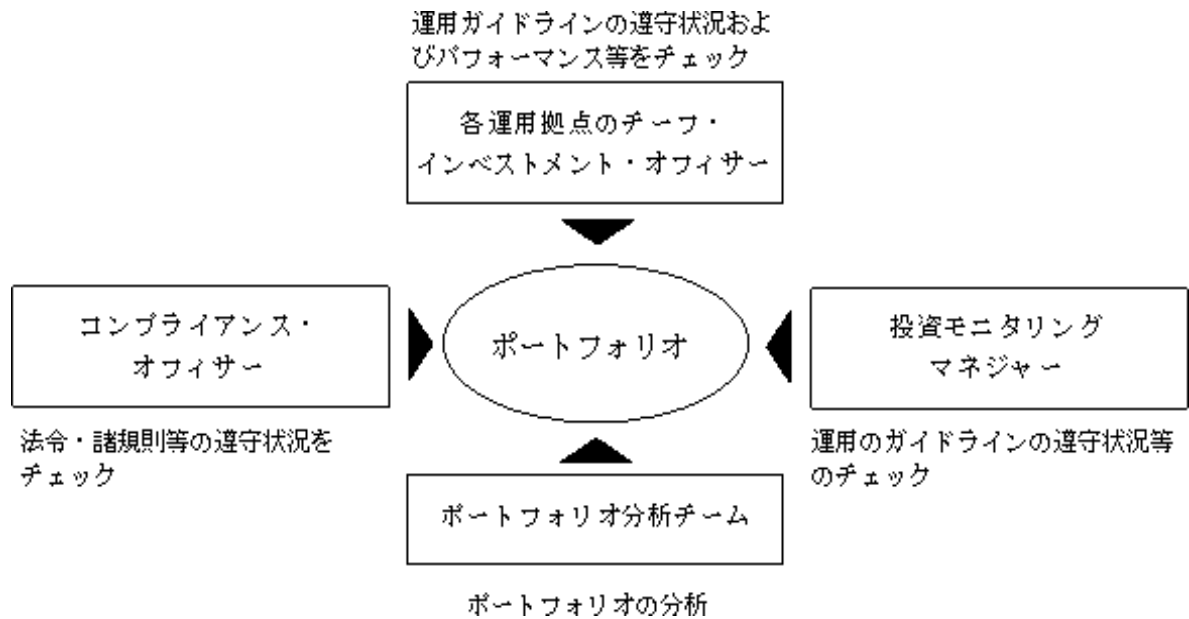 運用ガイドラインの遵守状況およ
びパフォーマンス等をチェック
各運用拠点のチーフ・
インベストメント・オフィサー
コンプライアンス・
オフィサー
法令・諸規則等の遵守状況を
チェック
ポートフォリオ
投資モニタリング
マネジャー
運用のガイドラインの遵守状況等
のチェック
ポートフォリオ分析チーム
ポートフォリオの分析